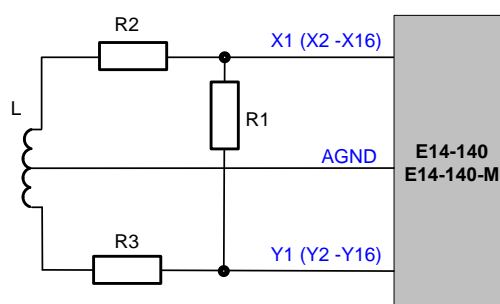 R2
X1 (X2 -X16)
L
R1
AGND
E14-140
E14-140-M
R3
Y1 (Y2 -Y16)